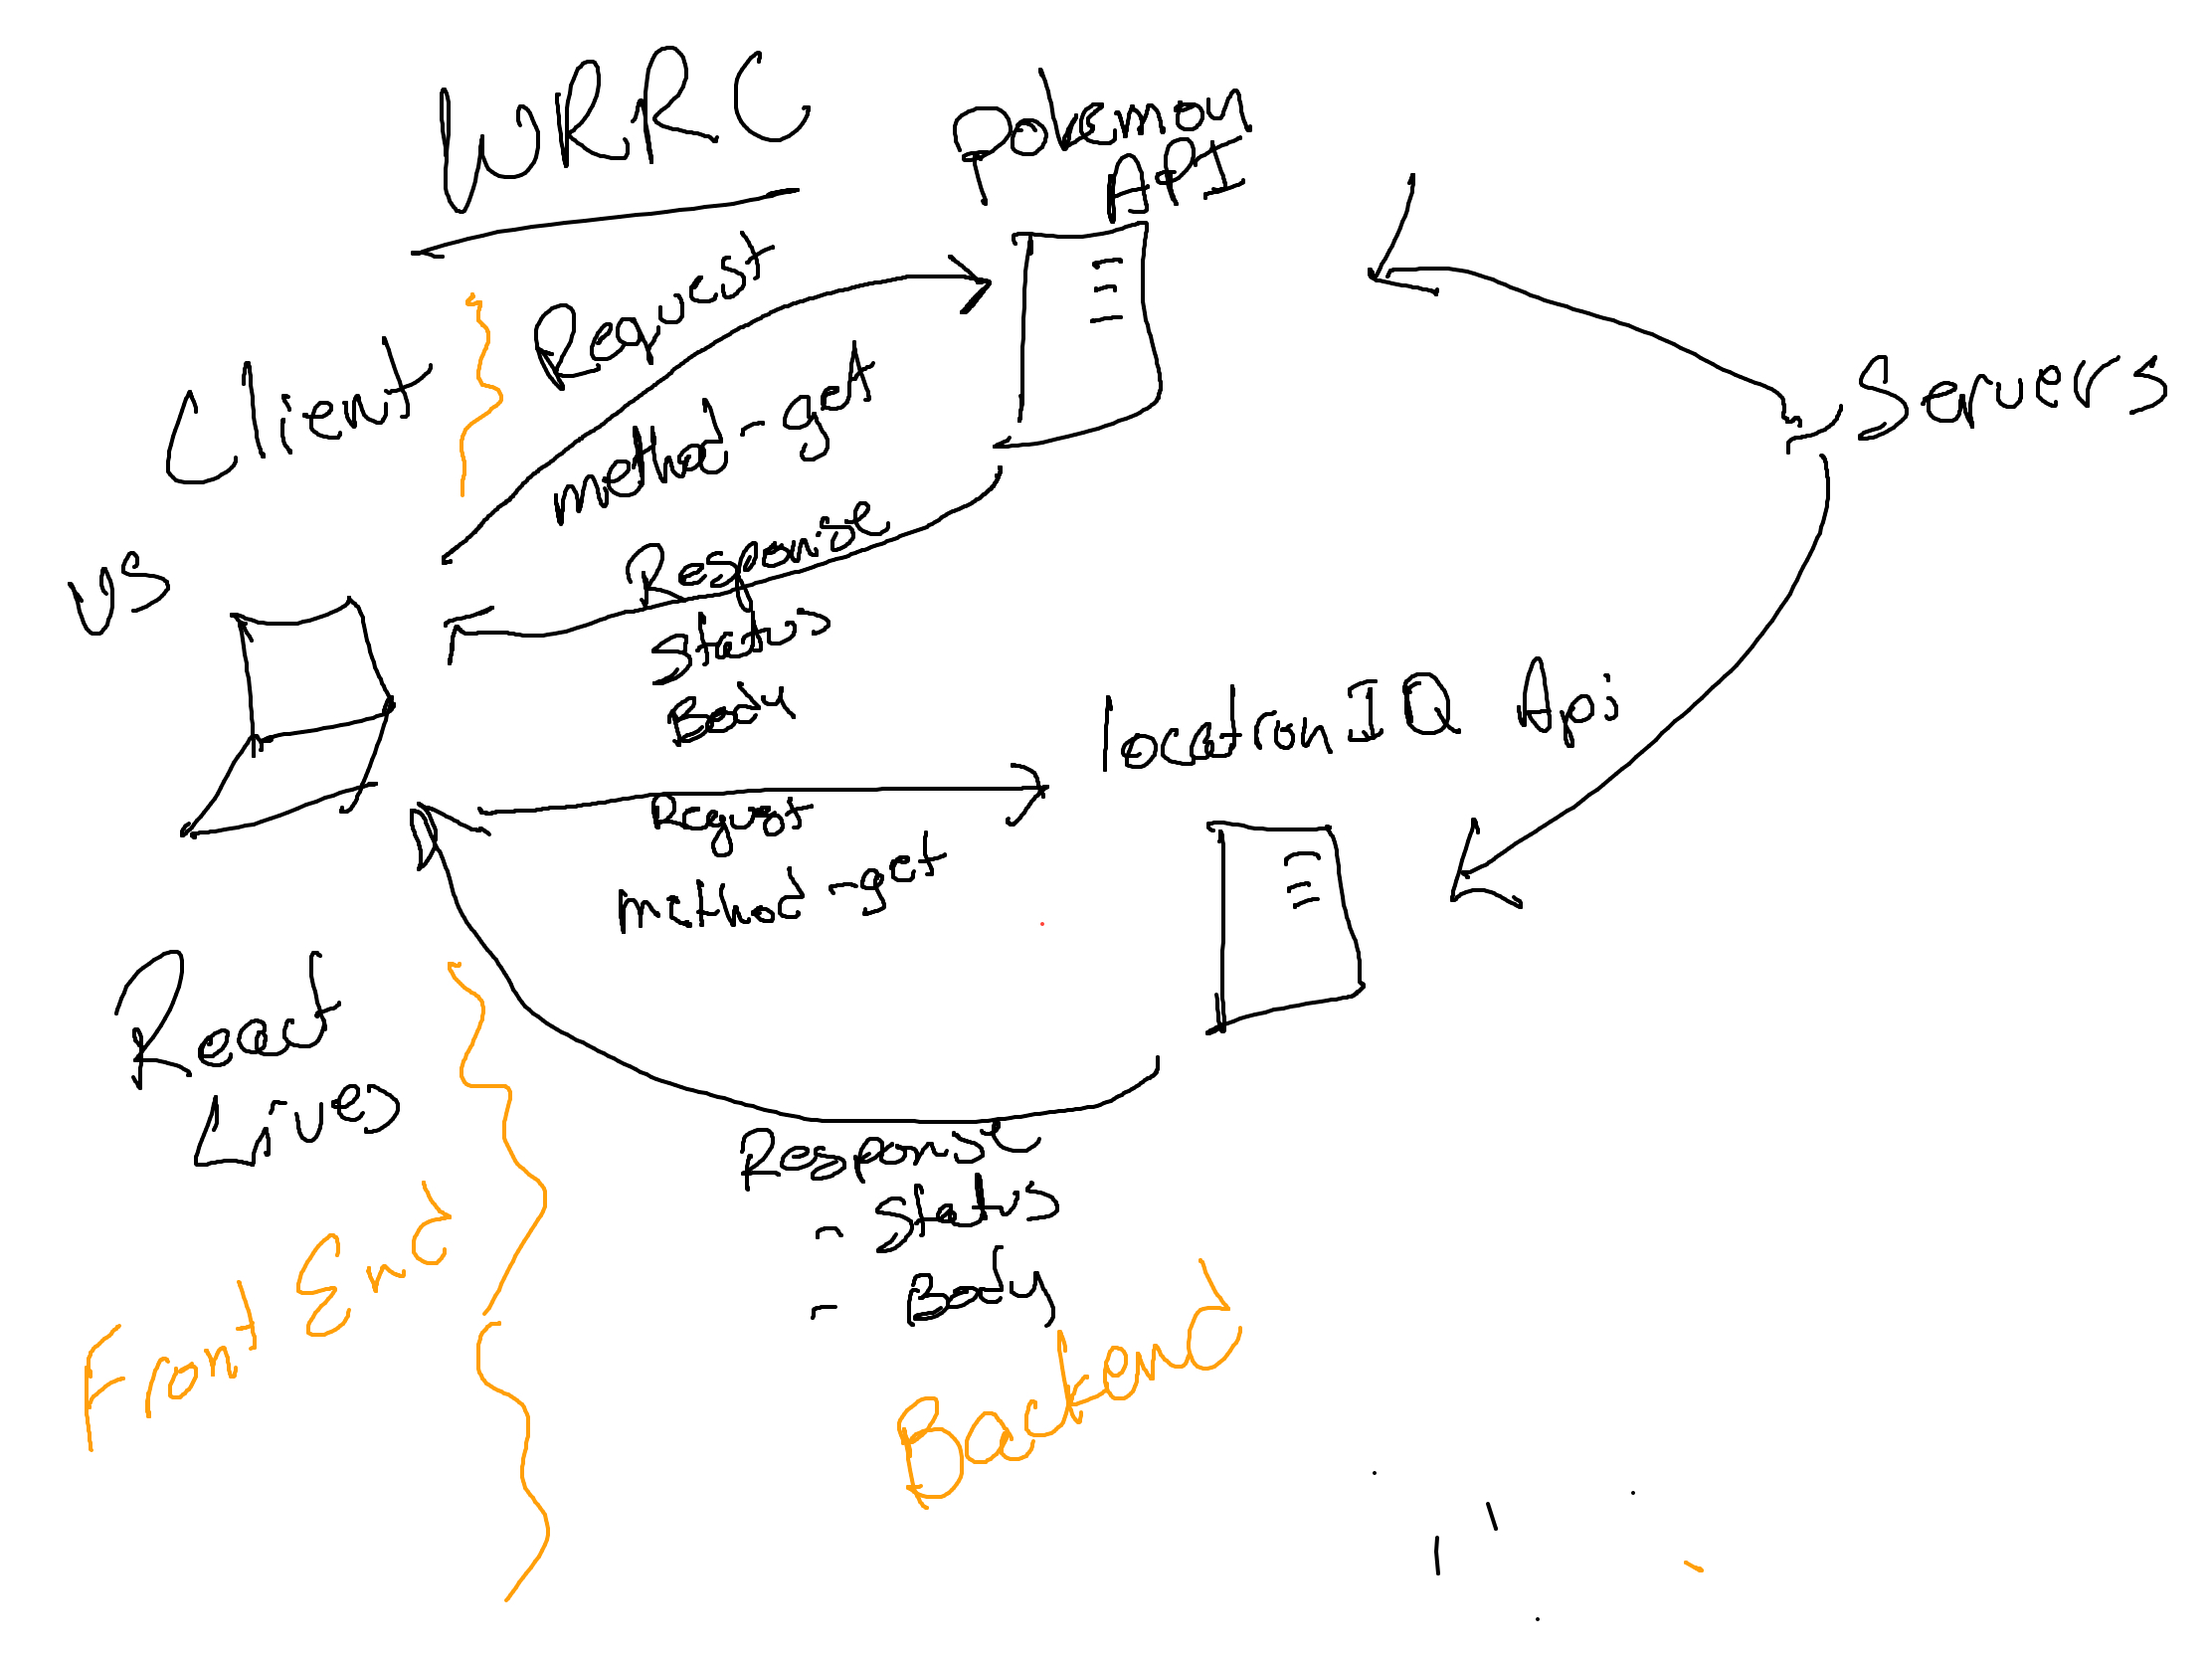 WRRC
pokemon
API
Request
Client
method-get
Servers
Response
us
Status
Body
locationIQ Api
Request
method-get
React
Lives
Response
- Status
- Body
Front End
Backend